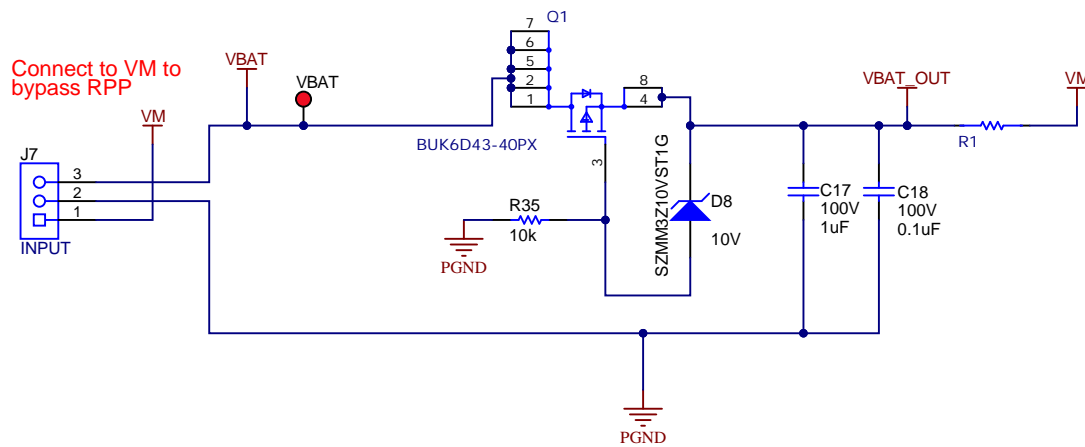 Connect to VM to
bypass RPP
VM
VBAT
VBAT
Q1
7
6
5
2
1
8
4
3
BUK6D43-40PX
J7
3
2
1
INPUT
R35
10k
PGND
SZMM3Z10VST1G
D8
10V
C17
100V
1uF
C18
100V
0.1uF
VBAT_OUT
R1
VM
PGND